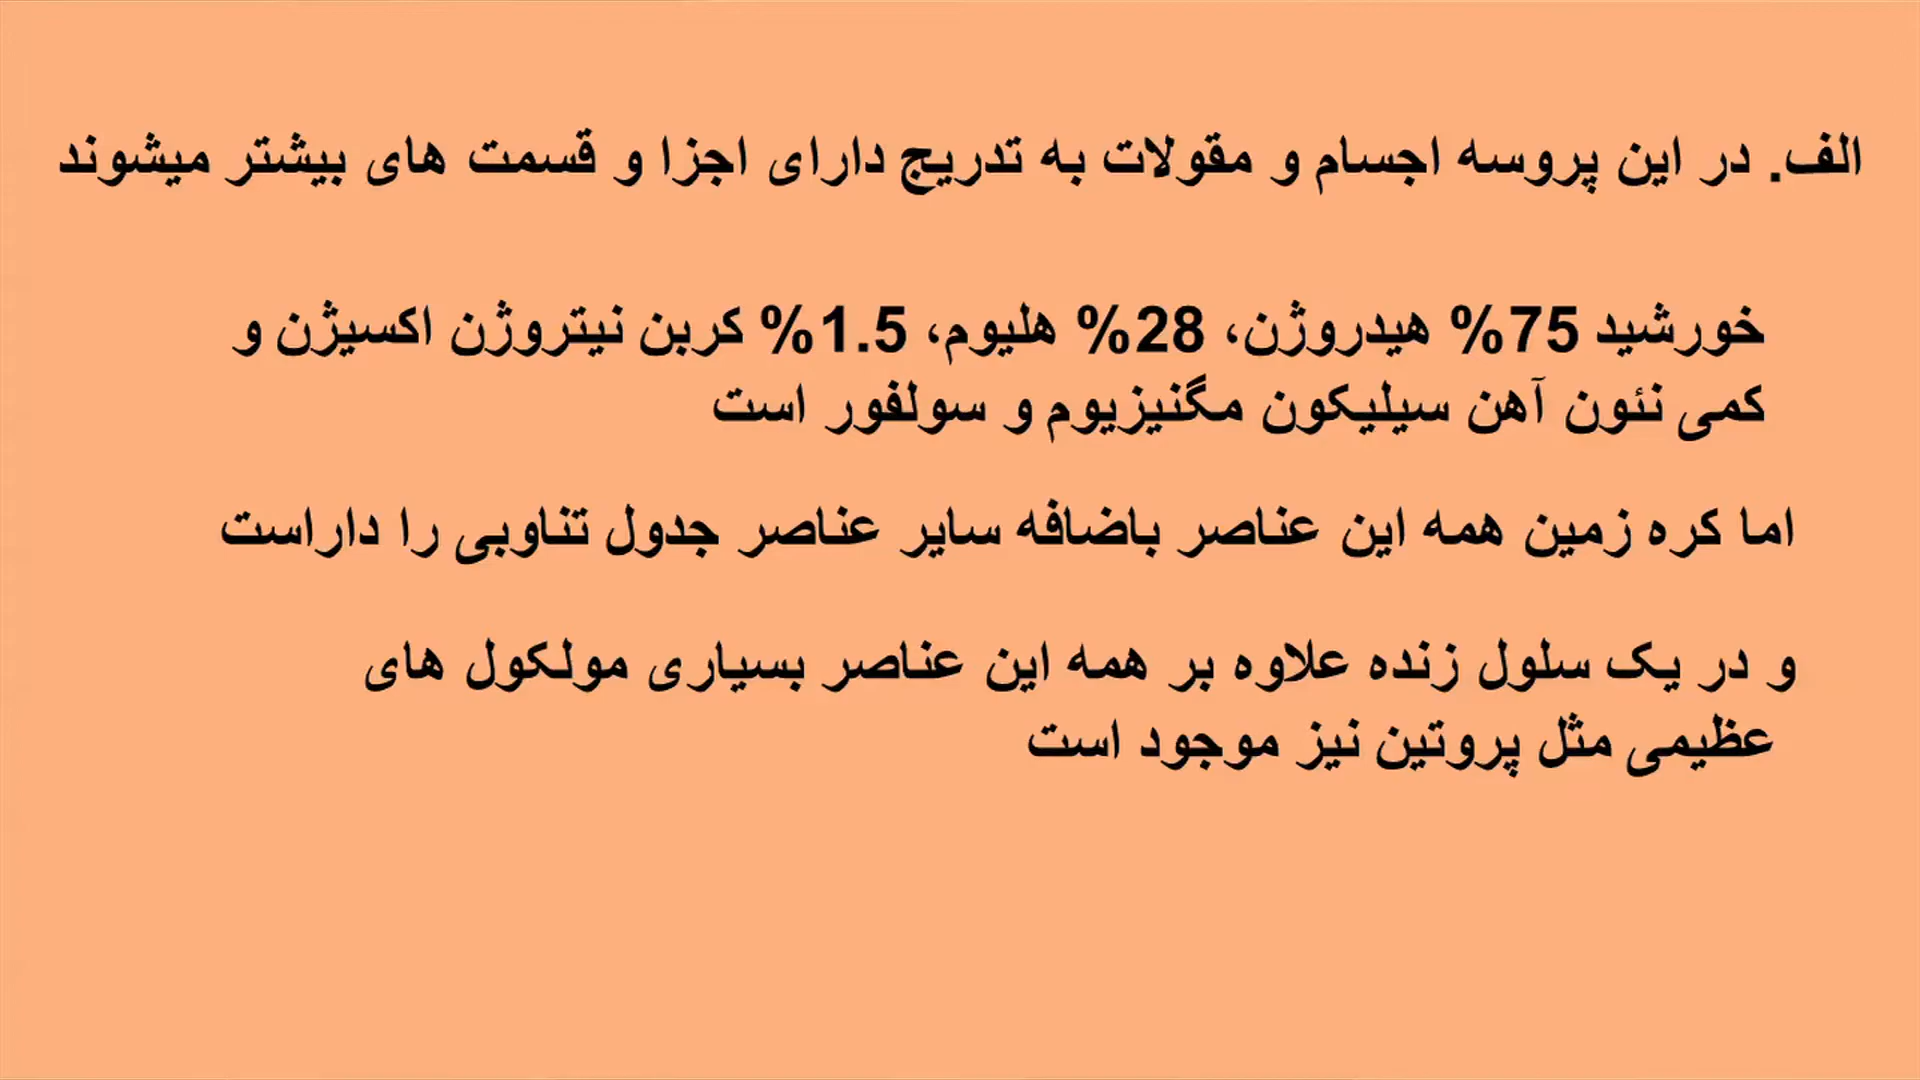 الف. در این پروسه اجسام و مقولات به تدریج دارای اجزا و قسمت های بیشتر میشوند
خورشید 75% هیدروژن، 28% هلیوم، 1.5% کربن نیتروژن اکسیژن و
کمی نئون آهن سیلیکون مگنیزیوم و سولفور است
اما کره زمین همه این عناصر باضافه سایر عناصر جدول تناوبی را داراست
و در یک سلول زنده علاوه بر همه این عناصر بسیاری مولکول های
عظیمی مثل پروتین نیز موجود است